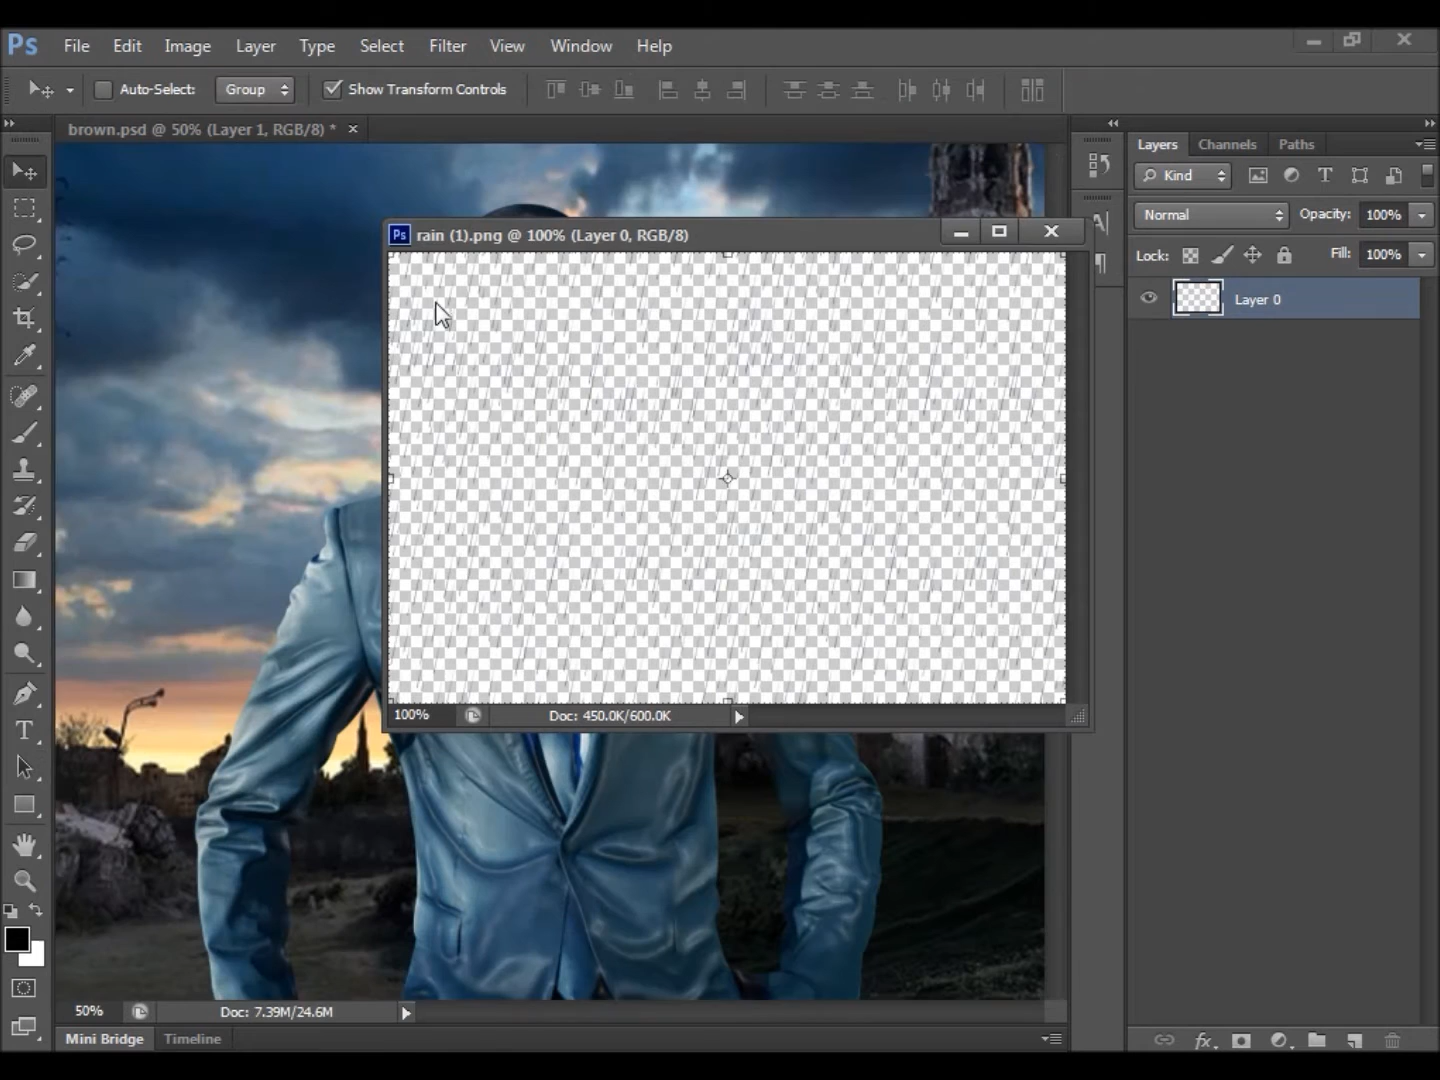 Ps File Edit Image Layer Type Select Filter View Window Help
Auto-Select: Group Show Transform Controls
brown.psd @ 50% (Layer 1, RGB/8) *
Layers Channels Paths
Kind
Normal Opacity: 100%
Lock: Fill: 100%
Layer 0
Ps rain (1).png @ 100% (Layer 0, RGB/8)
100% Doc: 450.0K/600.0K
50% Doc: 7.39M/24.6M
Mini Bridge Timeline